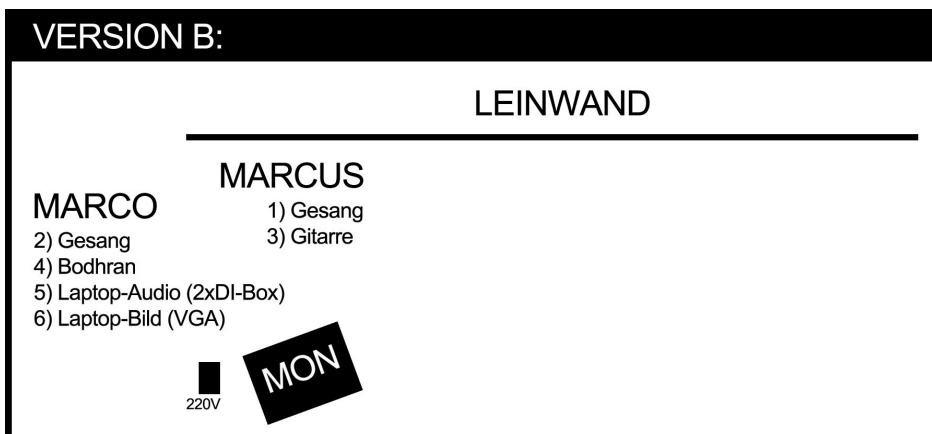 VERSION B:
LEINWAND
MARCUS
1) Gesang
3) Gitarre
MARCO
2) Gesang
4) Bodhran
5) Laptop-Audio (2xDI-Box)
6) Laptop-Bild (VGA)
MON
220V